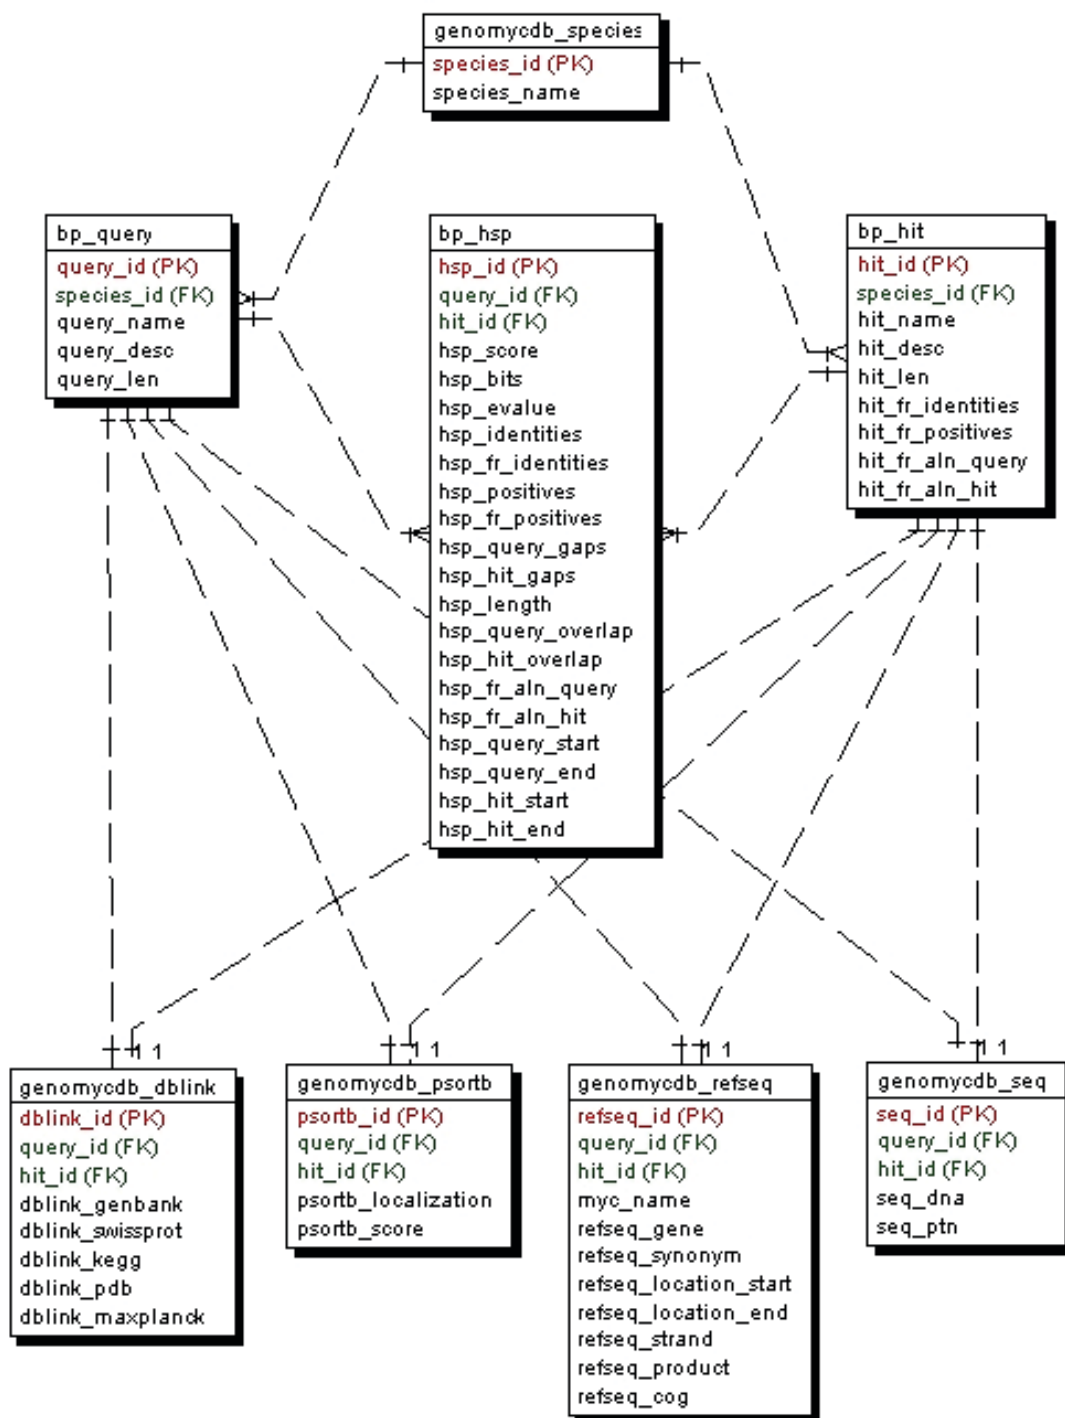 genomycdb_species
species_id (PK)
species_name
bp_query
query_id (PK)
species_id (FK)
query_name
query_desc
query_len
bp_hsp
hsp_id (PK)
query_id (FK)
hit_id (FK)
hsp_score
hsp_bits
hsp_evalue
hsp_identities
hsp_fr_identities
hsp_positives
hsp_fr_positives
hsp_query_gaps
hsp_hit_gaps
hsp_length
hsp_query_overlap
hsp_hit_overlap
hsp_fr_aln_query
hsp_fr_aln_hit
hsp_query_start
hsp_query_end
hsp_hit_start
hsp_hit_end
bp_hit
hit_id (PK)
species_id (FK)
hit_name
hit_desc
hit_len
hit_fr_identities
hit_fr_positives
hit_fr_aln_query
hit_fr_aln_hit
1 1
genomycdb_dblink
dblink_id (PK)
query_id (FK)
hit_id (FK)
dblink_genbank
dblink_swissprot
dblink_kegg
dblink_pdb
dblink_maxplanck
1 1
genomycdb_psortb
psortb_id (PK)
query_id (FK)
hit_id (FK)
psortb_localization
psortb_score
1 1
genomycdb_refseq
refseq_id (PK)
query_id (FK)
hit_id (FK)
myc_name
refseq_gene
refseq_synonym
refseq_location_start
refseq_location_end
refseq_strand
refseq_product
refseq_cog
1 1
genomycdb_seq
seq_id (PK)
query_id (FK)
hit_id (FK)
seq_dna
seq_ptn